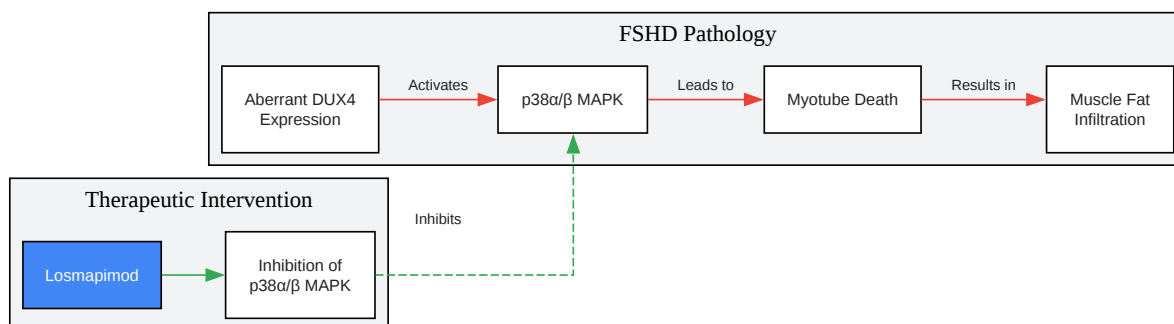 FSHD Pathology
Aberrant DUX4
Expression
Activates
p38α/β MAPK
Leads to
Myotube Death
Results in
Muscle Fat
Infiltration
Therapeutic Intervention
Losmapimod
Inhibition of
p38α/β MAPK
Inhibits